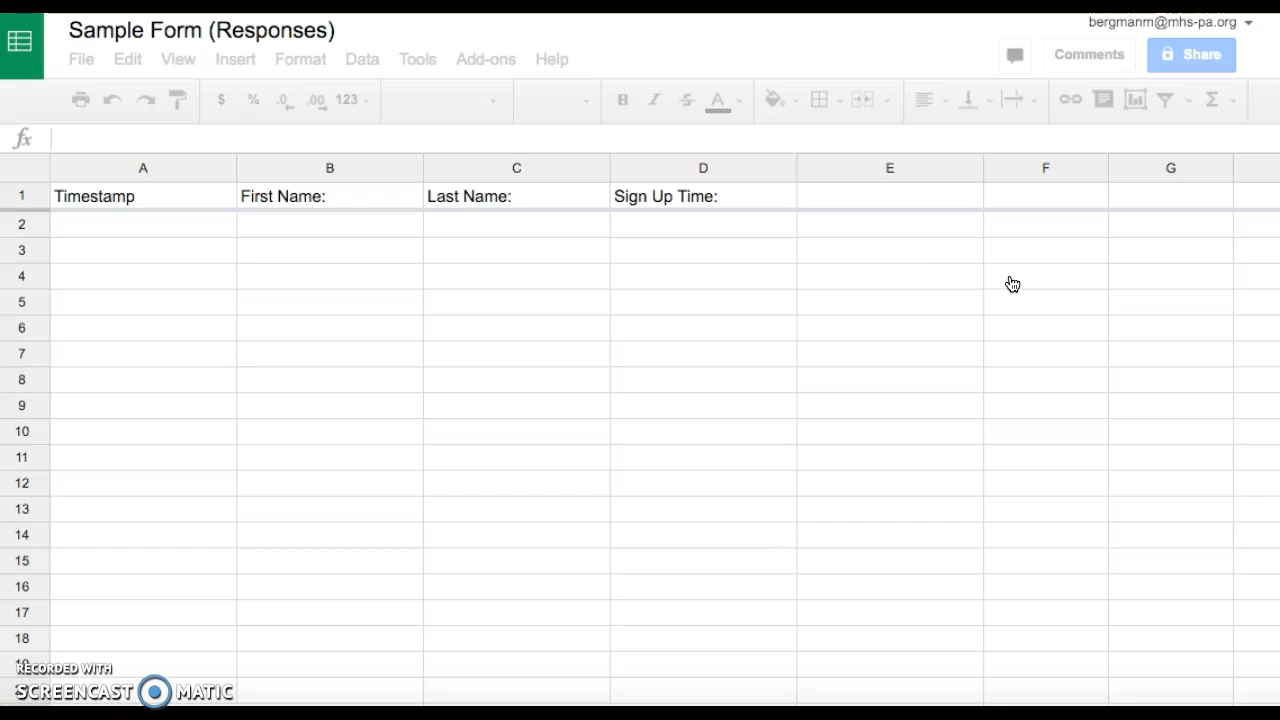 Sample Form (Responses)
bergmanm@mhs-pa.org
File Edit View Insert Format Data Tools Add-ons Help
Comments
Share
$ % .0 .00 123
B I S A
Σ
fx
A B C D E F G
1 Timestamp First Name: Last Name: Sign Up Time:
2
3
4
5
6
7
8
9
10
11
12
13
14
15
16
17
18
RECORDED WITH
SCREENCAST MATIC